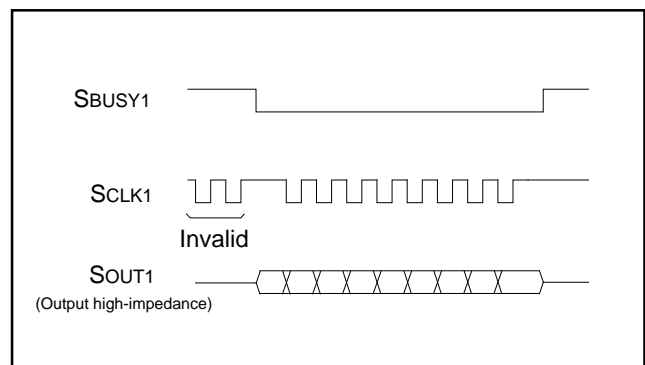 SBUSY1
SCLK1
Invalid
SOUT1
(Output high-impedance)